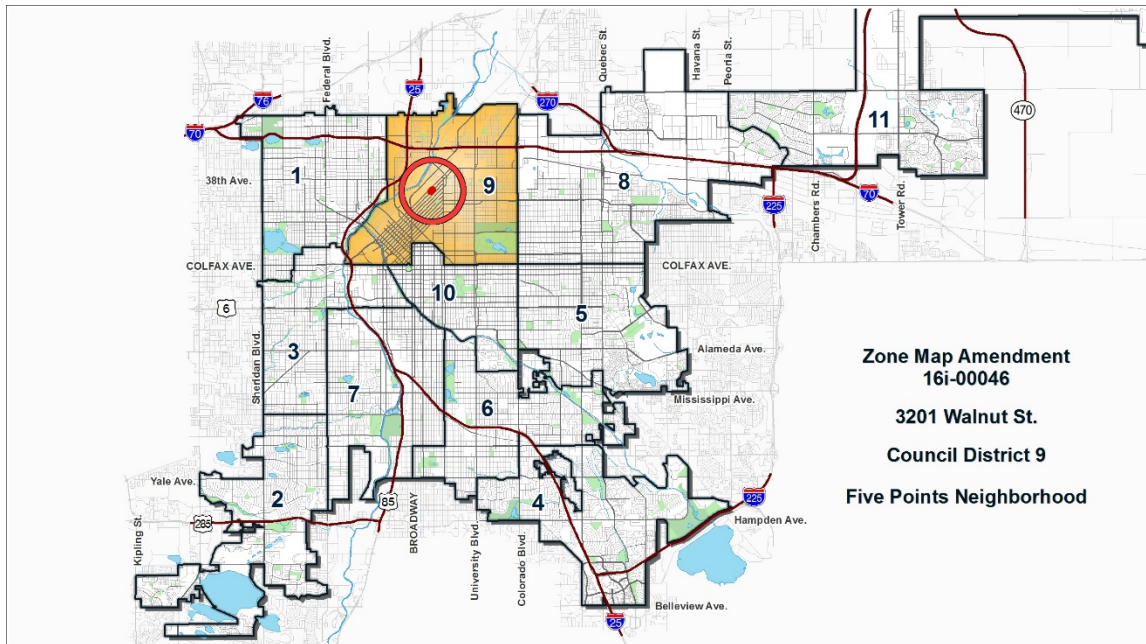 Federal Blvd.
25
Quebec St.
Havana St.
Peoria St.
76
270
70
470
11
38th Ave.
1
9
8
225
Chambers Rd.
70
Tower Rd.
COLFAX AVE.
COLFAX AVE.
10
6
5
Sheridan Blvd.
3
Alameda Ave.
7
Mississippi Ave.
6
Yale Ave.
2
4
225
85
285
Hampden Ave.
Kipling St.
BROADWAY
University Blvd.
Colorado Blvd.
Belleview Ave.
25
Zone Map Amendment
16i-00046
3201 Walnut St.
Council District 9
Five Points Neighborhood